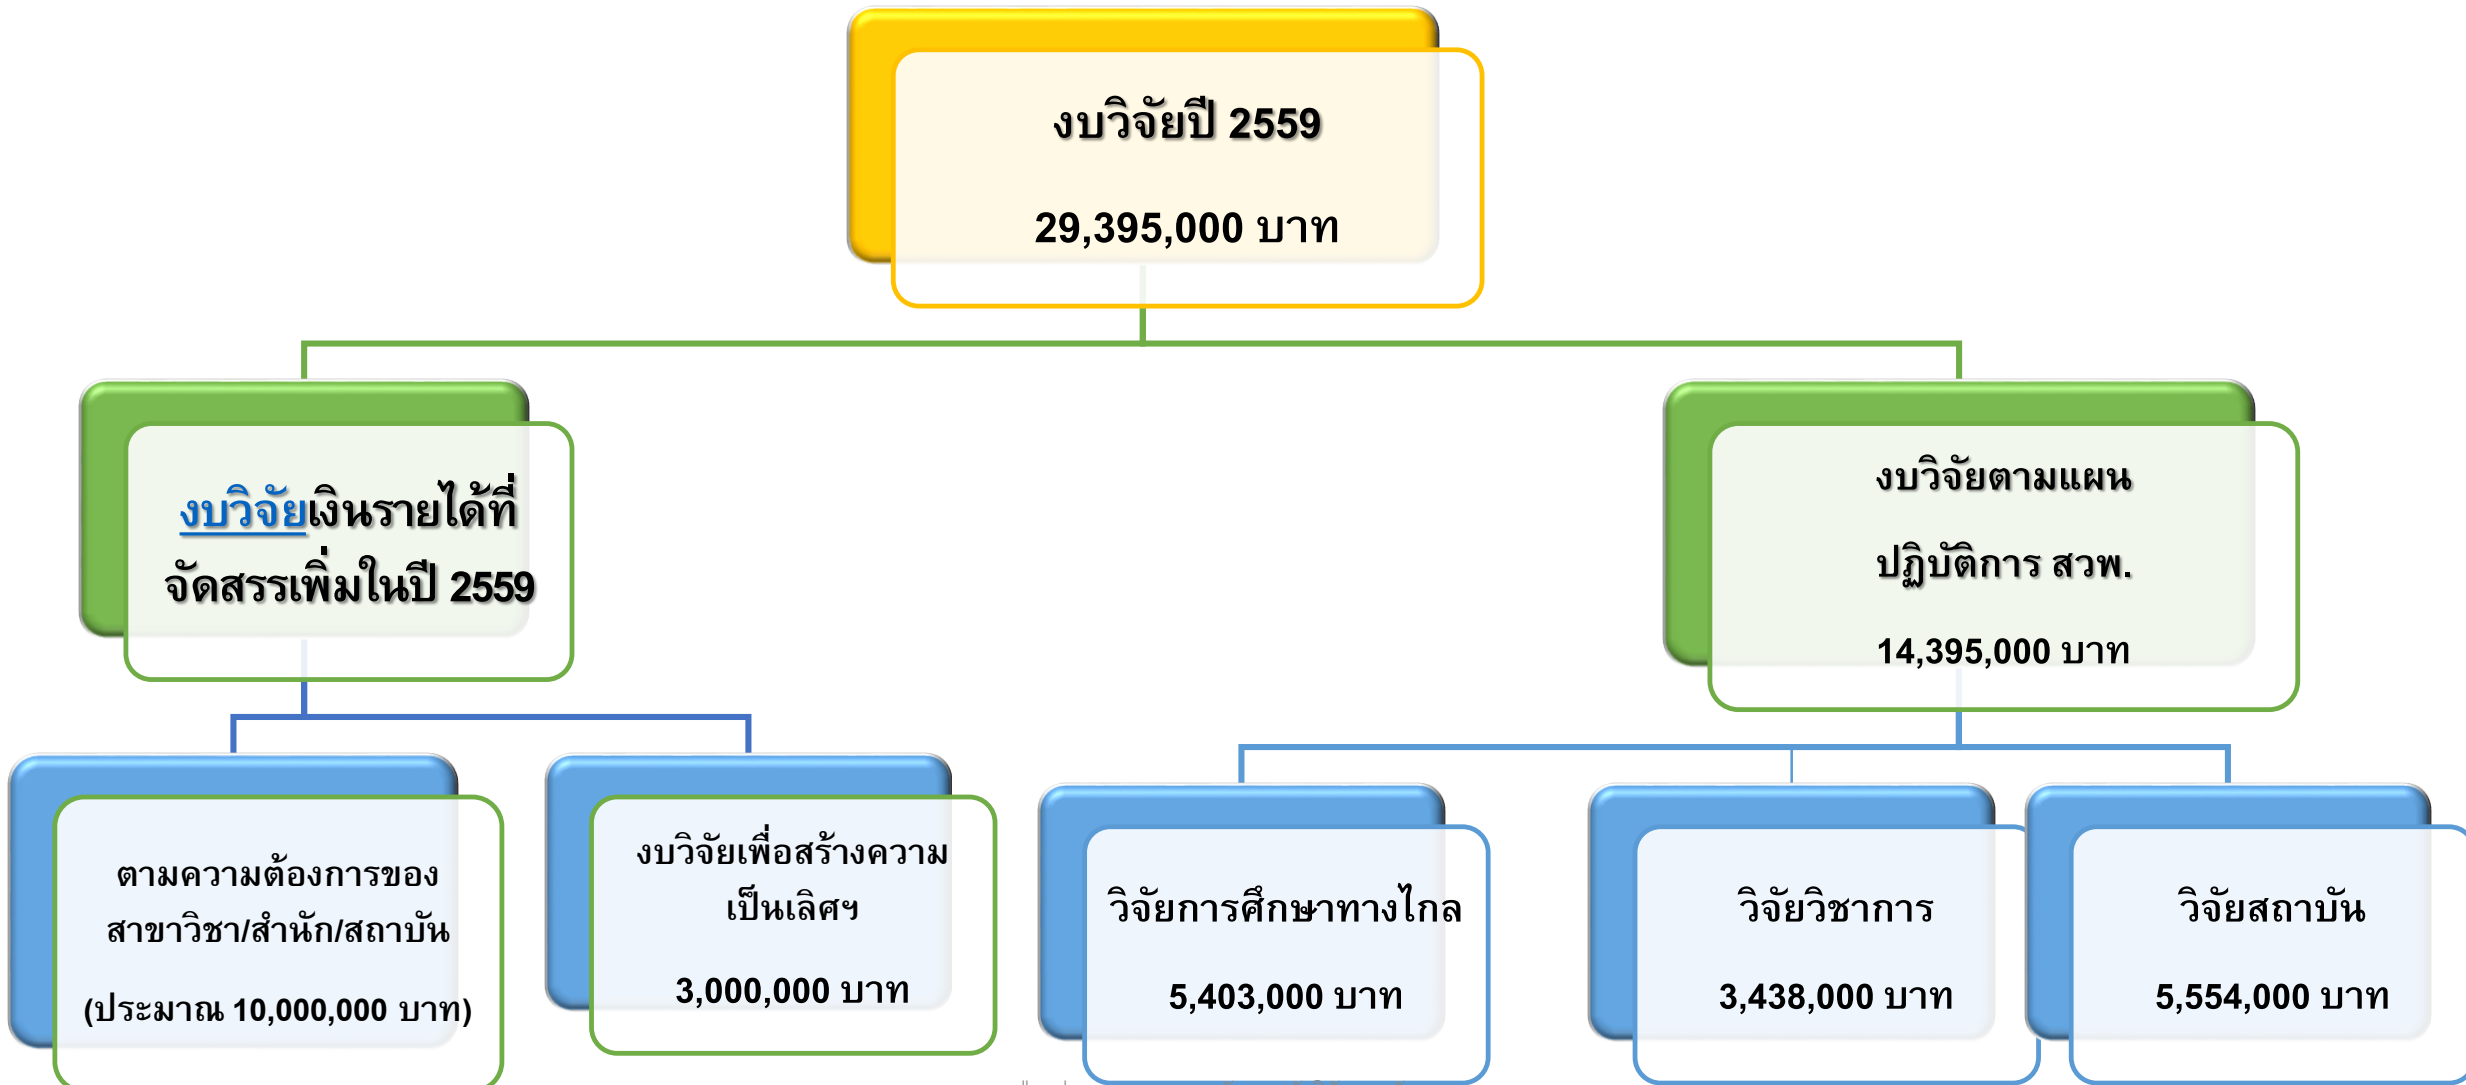 งบวิจัยปี 2559
29,395,000 บาท
งบวิจัยเงินรายได้ที่
จัดสรรเพิ่มในปี 2559
งบวิจัยตามแผน
ปฏิบัติการ สวพ.
14,395,000 บาท
ตามความต้องการของ
สาขาวิชา/สำนัก/สถาบัน
(ประมาณ 10,000,000 บาท)
งบวิจัยเพื่อสร้างความ
เป็นเลิศฯ
3,000,000 บาท
วิจัยการศึกษาทางไกล
5,403,000 บาท
วิจัยวิชาการ
3,438,000 บาท
วิจัยสถาบัน
5,554,000 บาท